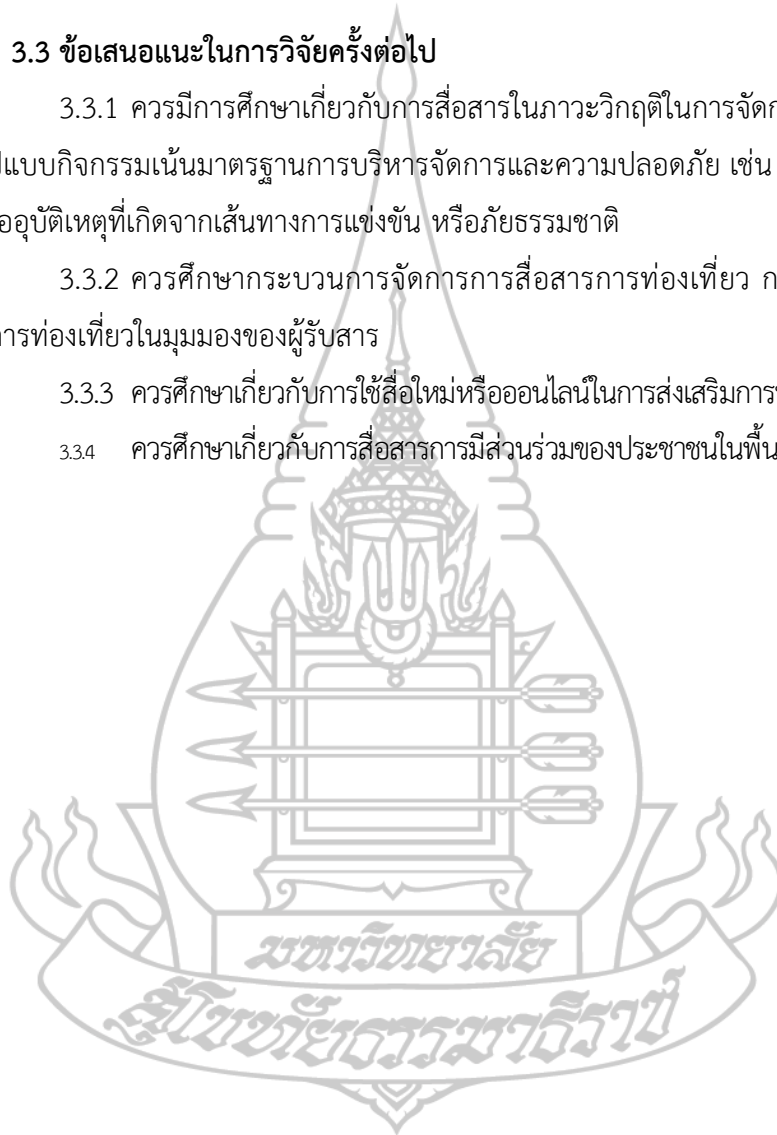 3.3 ข้อเสนอแนะในการวิจัยครั้งต่อไป
3.3.1 ควรมีการศึกษาเกี่ยวกับการสื่อสารในภาวะวิกฤติในการจัด
แบบกิจกรรมเน้นมาตรฐานการบริหารจัดการและความปลอดภัย เช่น
อุบัติเหตุที่เกิดจากเส้นทางการแข่งขัน หรือภัยธรรมชาติ
3.3.2 ควรศึกษากระบวนการจัดการการสื่อสารการท่องเที่ยว
การท่องเที่ยวในมุมมองของผู้รับสาร
3.3.3 ควรศึกษาเกี่ยวกับการใช้สื่อใหม่หรือออนไลน์ในการส่งเสริมการ
3.3.4 ควรศึกษาเกี่ยวกับการสื่อสารการมีส่วนร่วมของประชาชนใน
มหาวิทยาลัย
สุโขทัยธรรมาธิราช